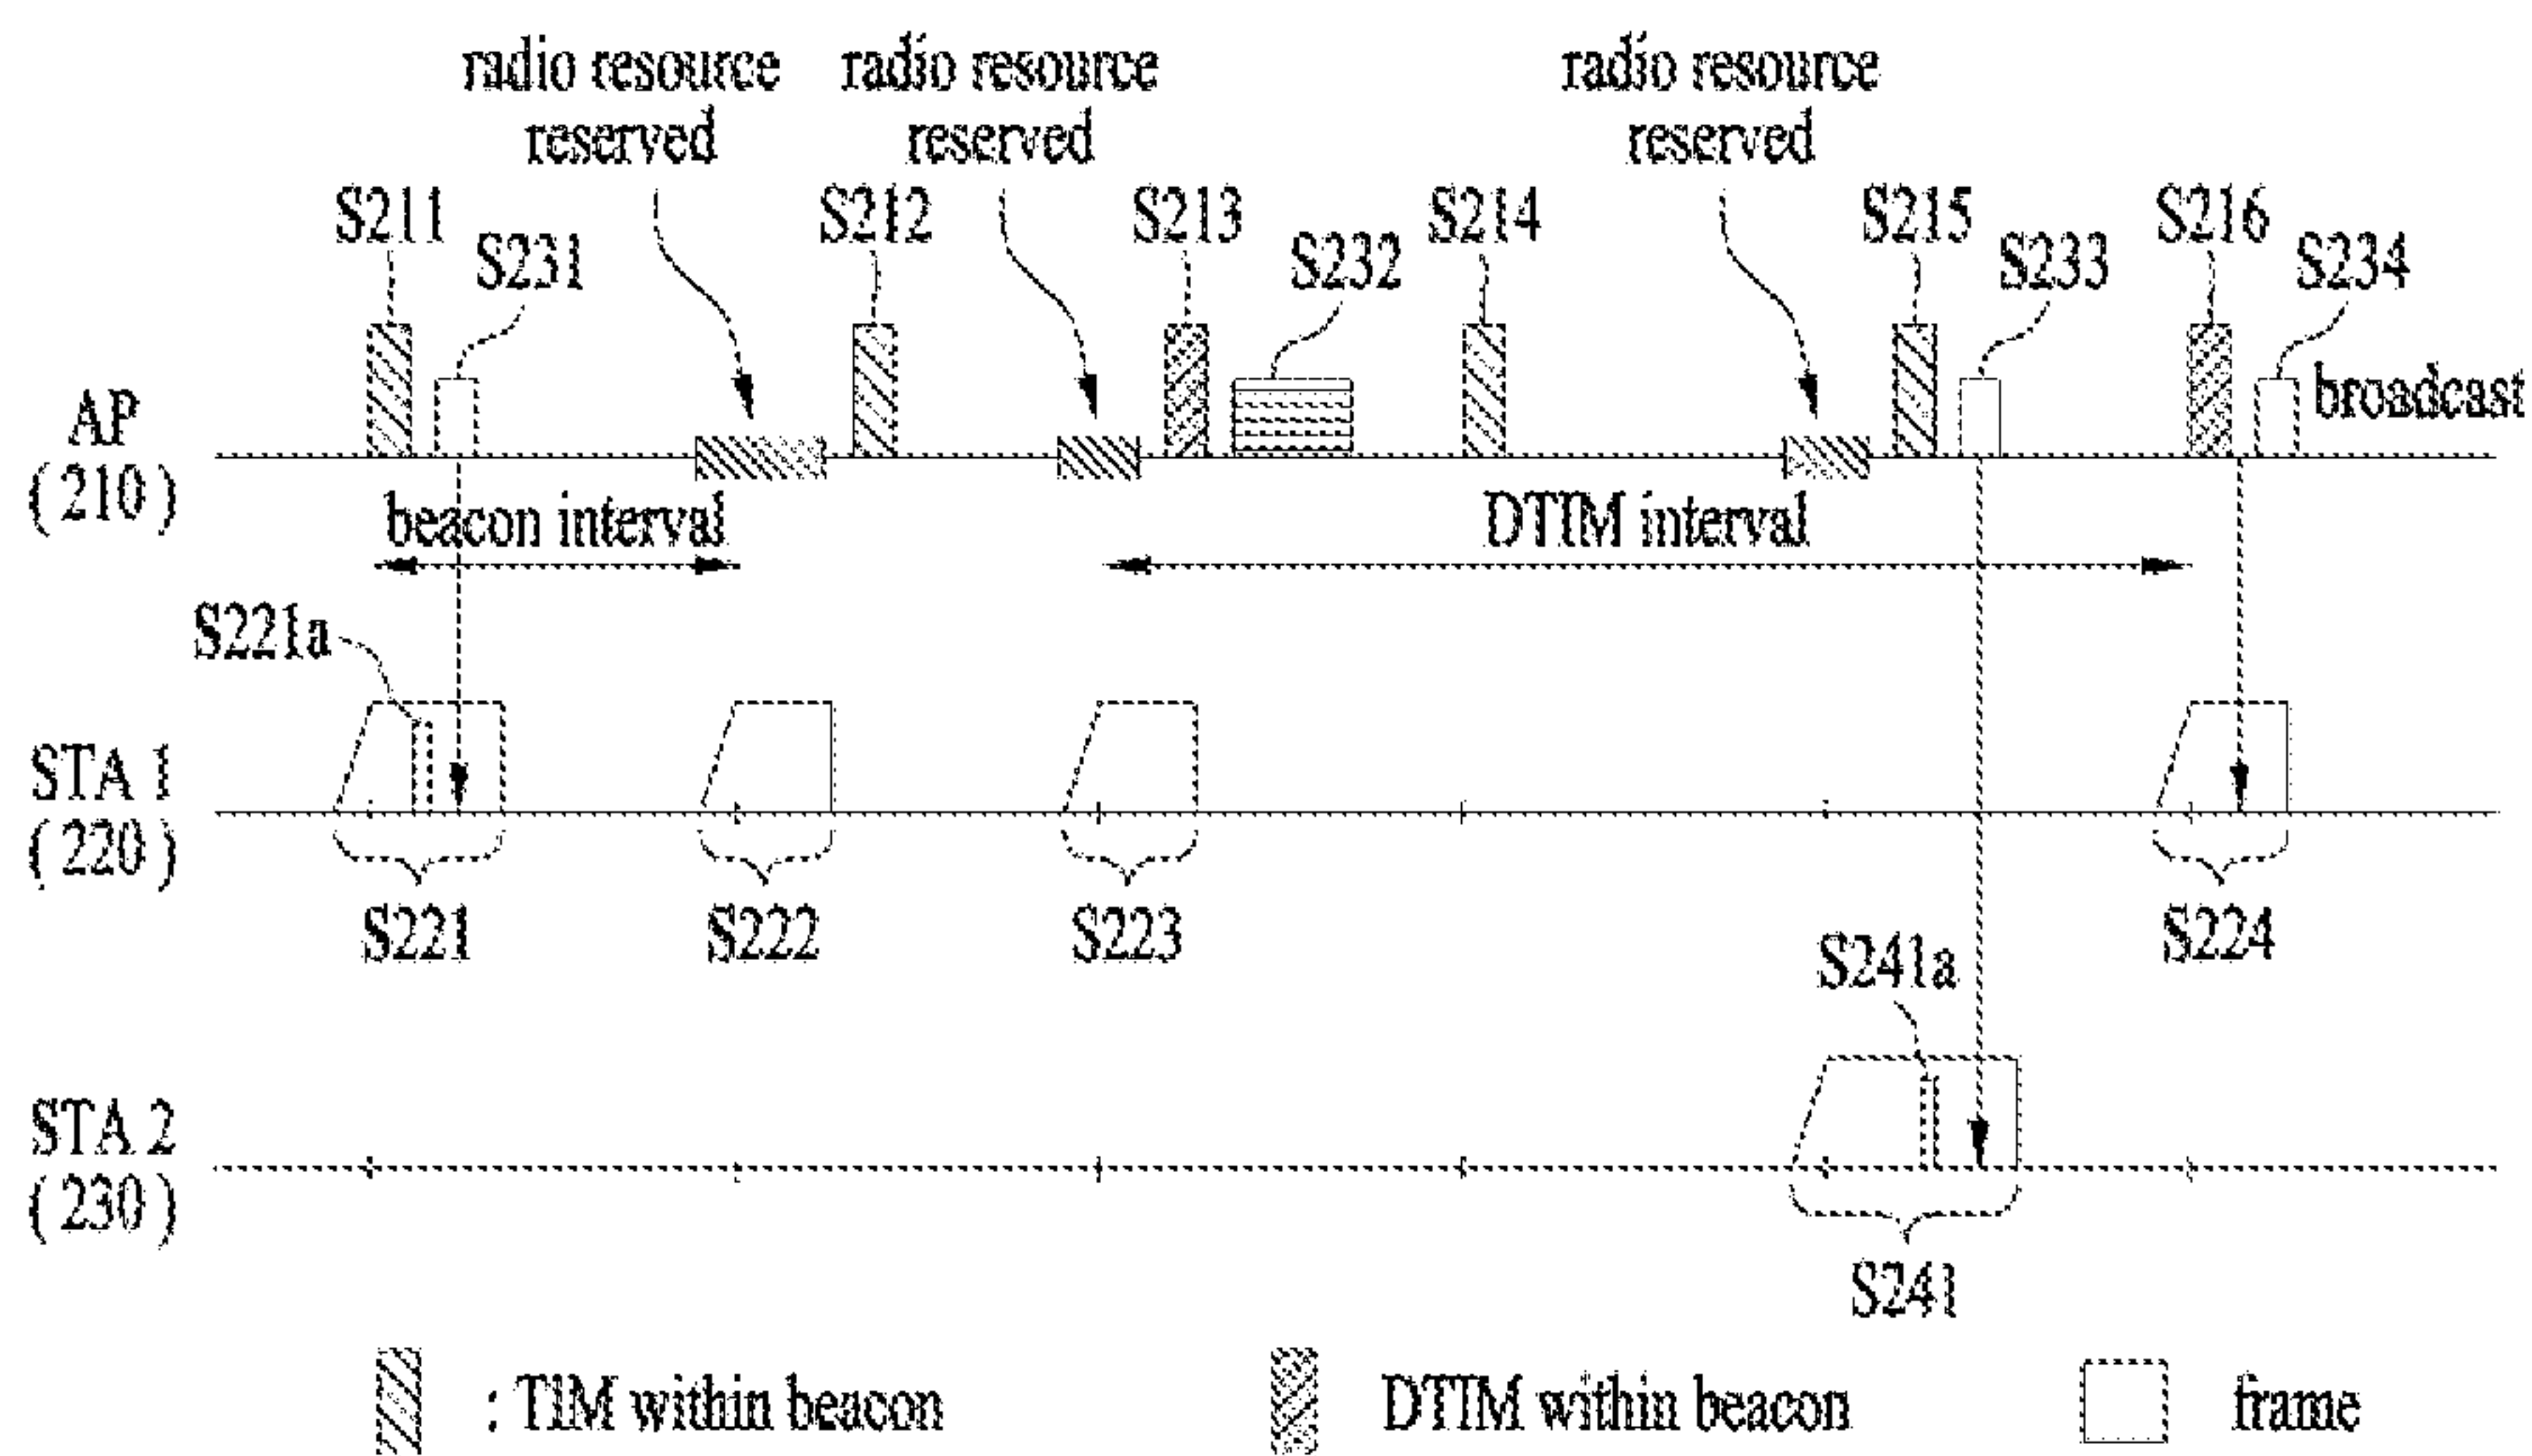 radio resource reserved
radio resource reserved
radio resource reserved
S211
S231
S212
S213
S232
S214
S215
S233
S216
S234
AP
(210)
broadcast
beacon interval
DTIM interval
S221a
STA 1
(220)
S221
S222
S223
S224
S241a
STA 2
(230)
S241
: TIM within beacon
DTIM within beacon
frame